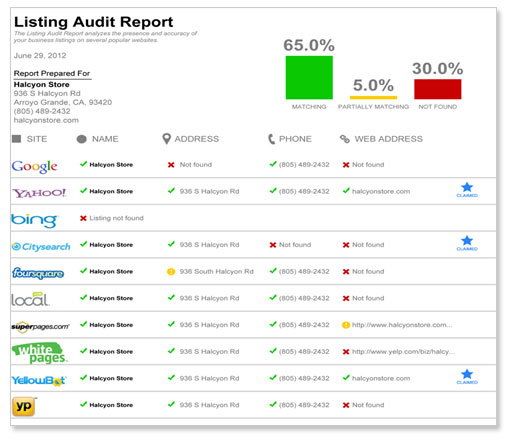 Listing Audit Report
The Listing Audit Report analyzes the presence and accuracy of
your business listings on several popular websites.
June 29, 2012
Report Prepared For
Halcyon Store
936 S Halcyon Rd
Arroyo Grande, CA, 93420
(805) 489-2432
halcyonstore.com
65.0%
5.0%
30.0%
MATCHING
PARTIALLY MATCHING
NOT FOUND
SITE NAME ADDRESS PHONE WEB ADDRESS
Google Halcyon Store Not found (805) 489-2432 Not found
YAHOO! Halcyon Store 936 S Halcyon Rd (805) 489-2432 halcyonstore.com CLAIMED
bing Listing not found
Citysearch Halcyon Store 936 S Halcyon Rd Not found Not found CLAIMED
foursquare Halcyon Store 936 South Halcyon Rd (805) 489-2432 Not found
local Halcyon Store 936 S Halcyon Rd (805) 489-2432 Not found
superpages.com Halcyon Store 936 S Halcyon Rd (805) 489-2432 http://www.halcyonstore.com...
white pages Halcyon Store 936 S Halcyon Rd (805) 489-2432 http://www.yelp.com/biz/halcy...
YellowBot Halcyon Store 936 S Halcyon Rd (805) 489-2432 halcyonstore.com CLAIMED
yp Halcyon Store 936 S Halcyon Rd (805) 489-2432 Not found